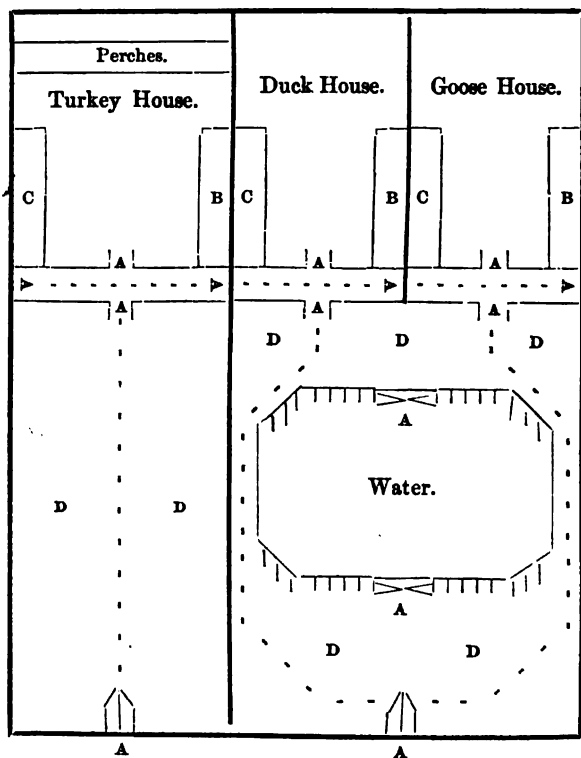 Perches.
Turkey House.
Duck House.
Goose House.
C B C B C B
A A A
A A A
D D D
A
Water.
D D
A
D D
A A